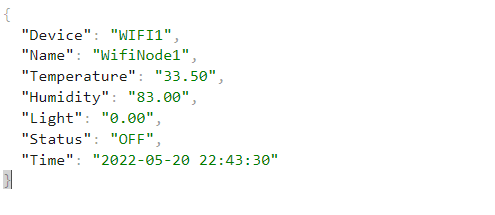 {
"Device": "WIFI1",
"Name": "WifiNode1",
"Temperature": "33.50",
"Humidity": "83.00",
"Light": "0.00",
"Status": "OFF",
"Time": "2022-05-20 22:43:30"
}